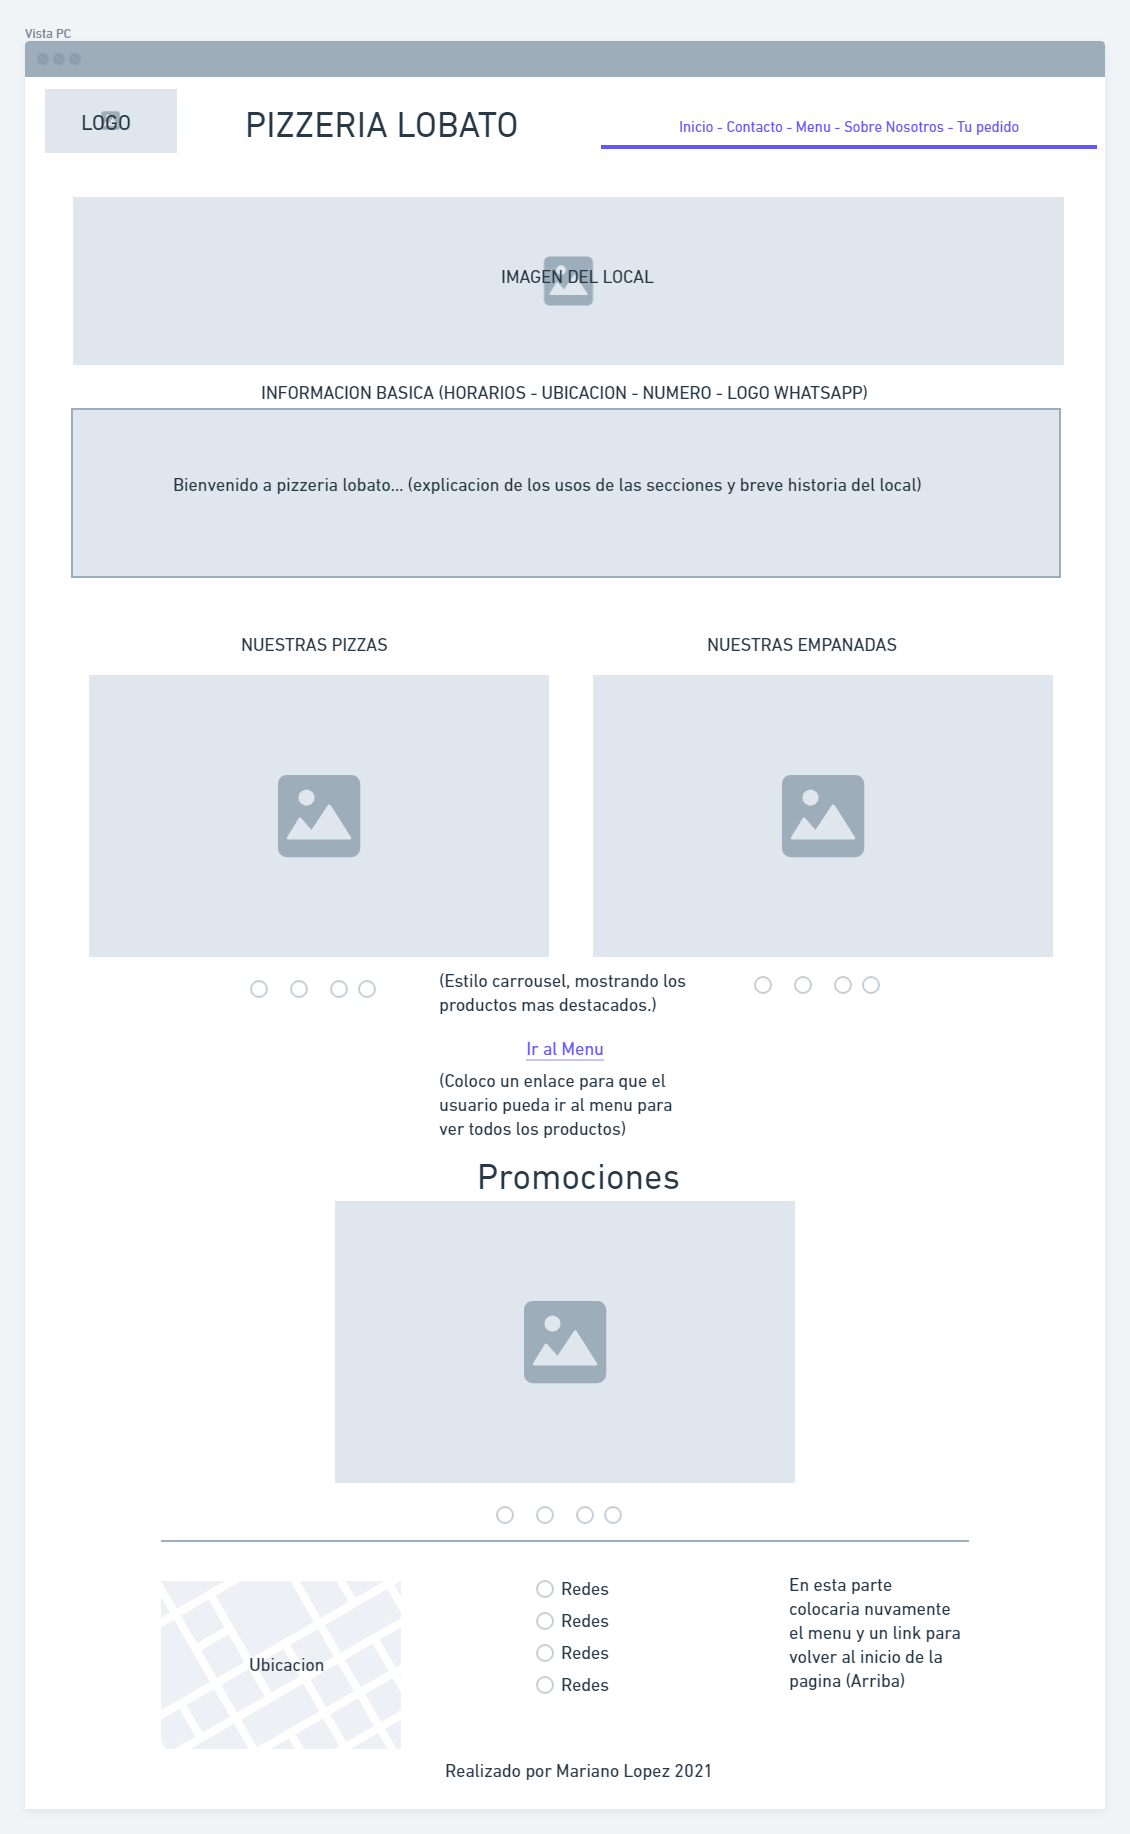 Vista PC
LOGO
PIZZERIA LOBATO
Inicio - Contacto - Menu - Sobre Nosotros - Tu pedido
IMAGEN DEL LOCAL
INFORMACION BASICA (HORARIOS - UBICACION - NUMERO - LOGO WHATSAPP)
Bienvenido a pizzeria lobato... (explicacion de los usos de las secciones y breve historia del local)
NUESTRAS PIZZAS
NUESTRAS EMPANADAS
(Estilo carrousel, mostrando los
productos mas destacados.)
Ir al Menu
(Coloco un enlace para que el
usuario pueda ir al menu para
ver todos los productos)
Promociones
Ubicacion
Redes
Redes
Redes
Redes
En esta parte
colocaria nuvamente
el menu y un link para
volver al inicio de la
pagina (Arriba)
Realizado por Mariano Lopez 2021